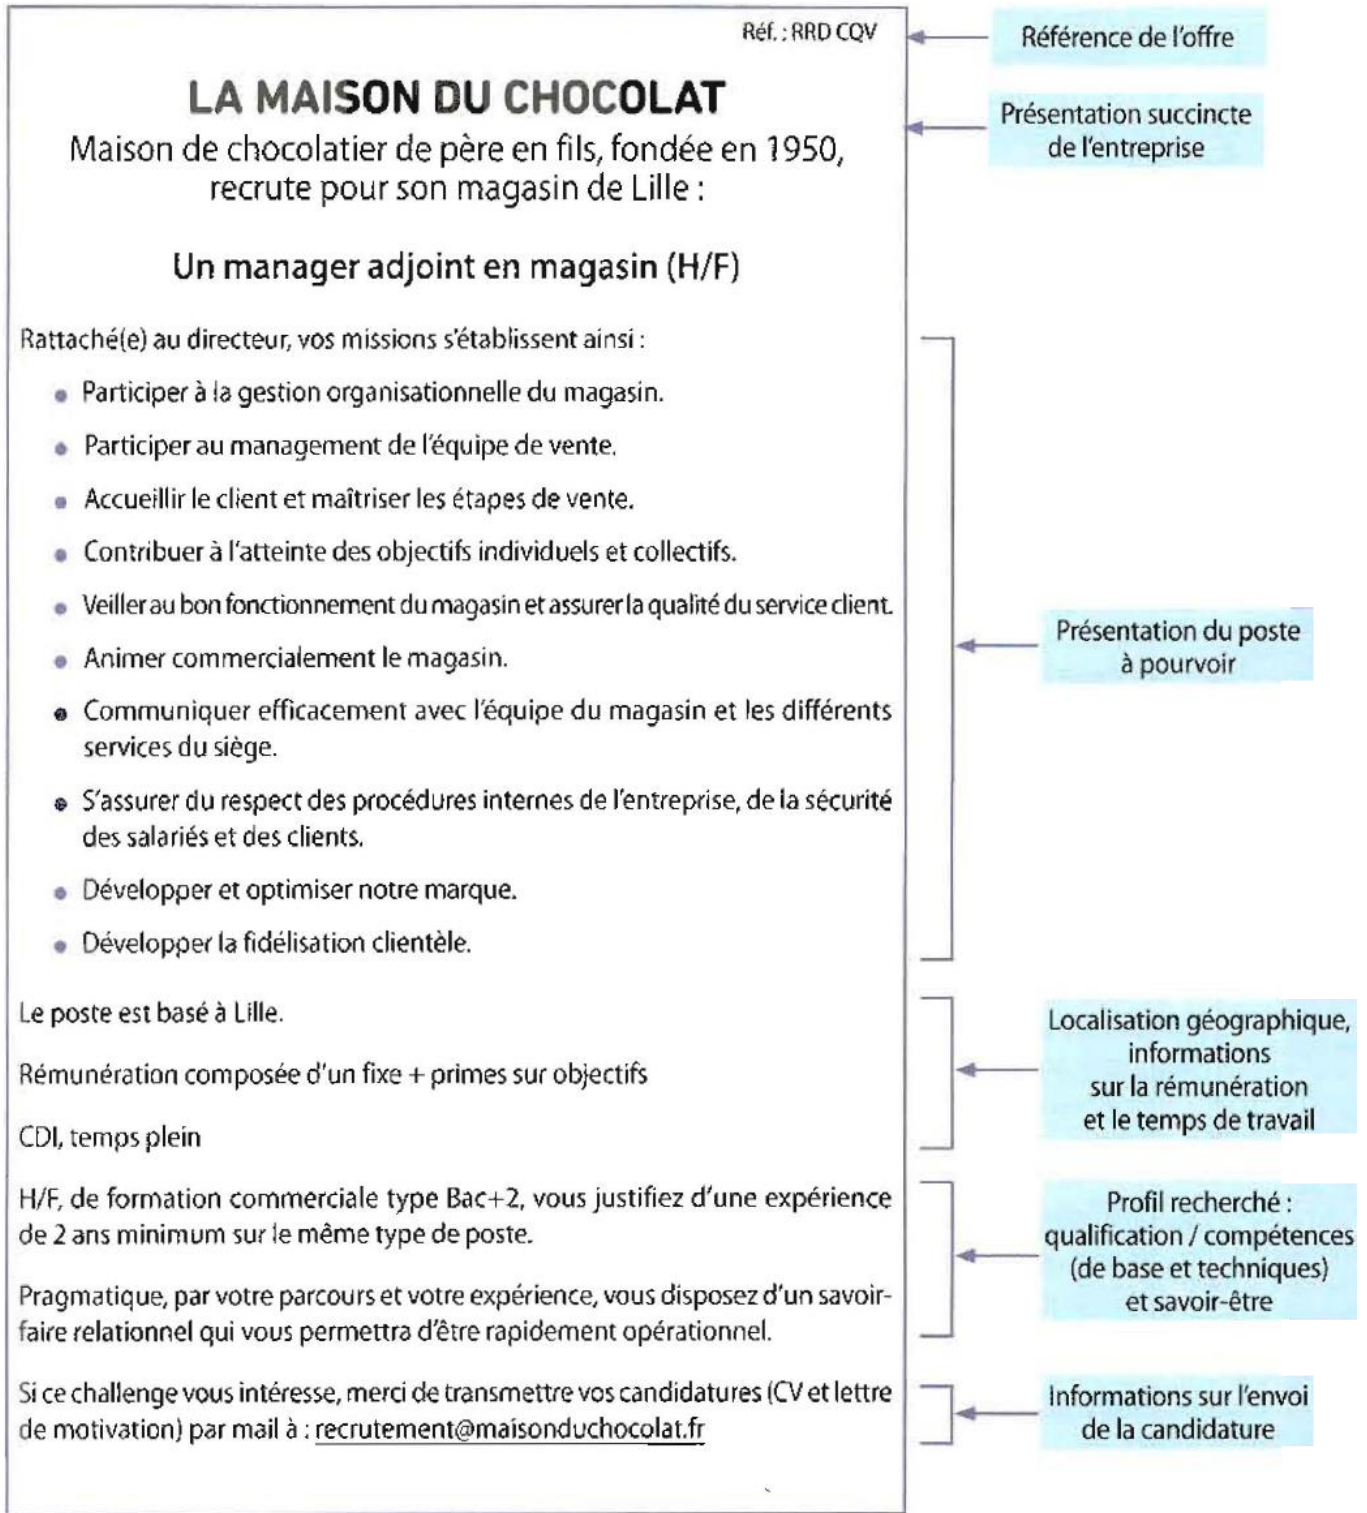 Réf. : RRD CQV
LA MAISON DU CHOCOLAT
Maison de chocolatier de père en fils, fondée en 1950,
recrute pour son magasin de Lille :
Un manager adjoint en magasin (H/F)
Rattaché(e) au directeur, vos missions s'établissent ainsi :
• Participer à la gestion organisationnelle du magasin.
• Participer au management de l'équipe de vente.
• Accueillir le client et maîtriser les étapes de vente.
• Contribuer à l'atteinte des objectifs individuels et collectifs.
• Veiller au bon fonctionnement du magasin et assurer la qualité du service client.
• Animer commercialement le magasin.
• Communiquer efficacement avec l'équipe du magasin et les différents
services du siège.
• S'assurer du respect des procédures internes de l'entreprise, de la sécurité
des salariés et des clients.
• Développer et optimiser notre marque.
• Développer la fidélisation clientèle.
Le poste est basé à Lille.
Rémunération composée d'un fixe + primes sur objectifs
CDI, temps plein
H/F, de formation commerciale type Bac+2, vous justifiez d'une expérience
de 2 ans minimum sur le même type de poste.
Pragmatique, par votre parcours et votre expérience, vous disposez d'un savoir-
faire relationnel qui vous permettra d'être rapidement opérationnel.
Si ce challenge vous intéresse, merci de transmettre vos candidatures (CV et lettre
de motivation) par mail à : recrutement@maisonduchocolat.fr
Référence de l'offre
Présentation succincte
de l'entreprise
Présentation du poste
à pourvoir
Localisation géographique,
informations
sur la rémunération
et le temps de travail
Profil recherché :
qualification / compétences
(de base et techniques)
et savoir-être
Informations sur l'envoi
de la candidature